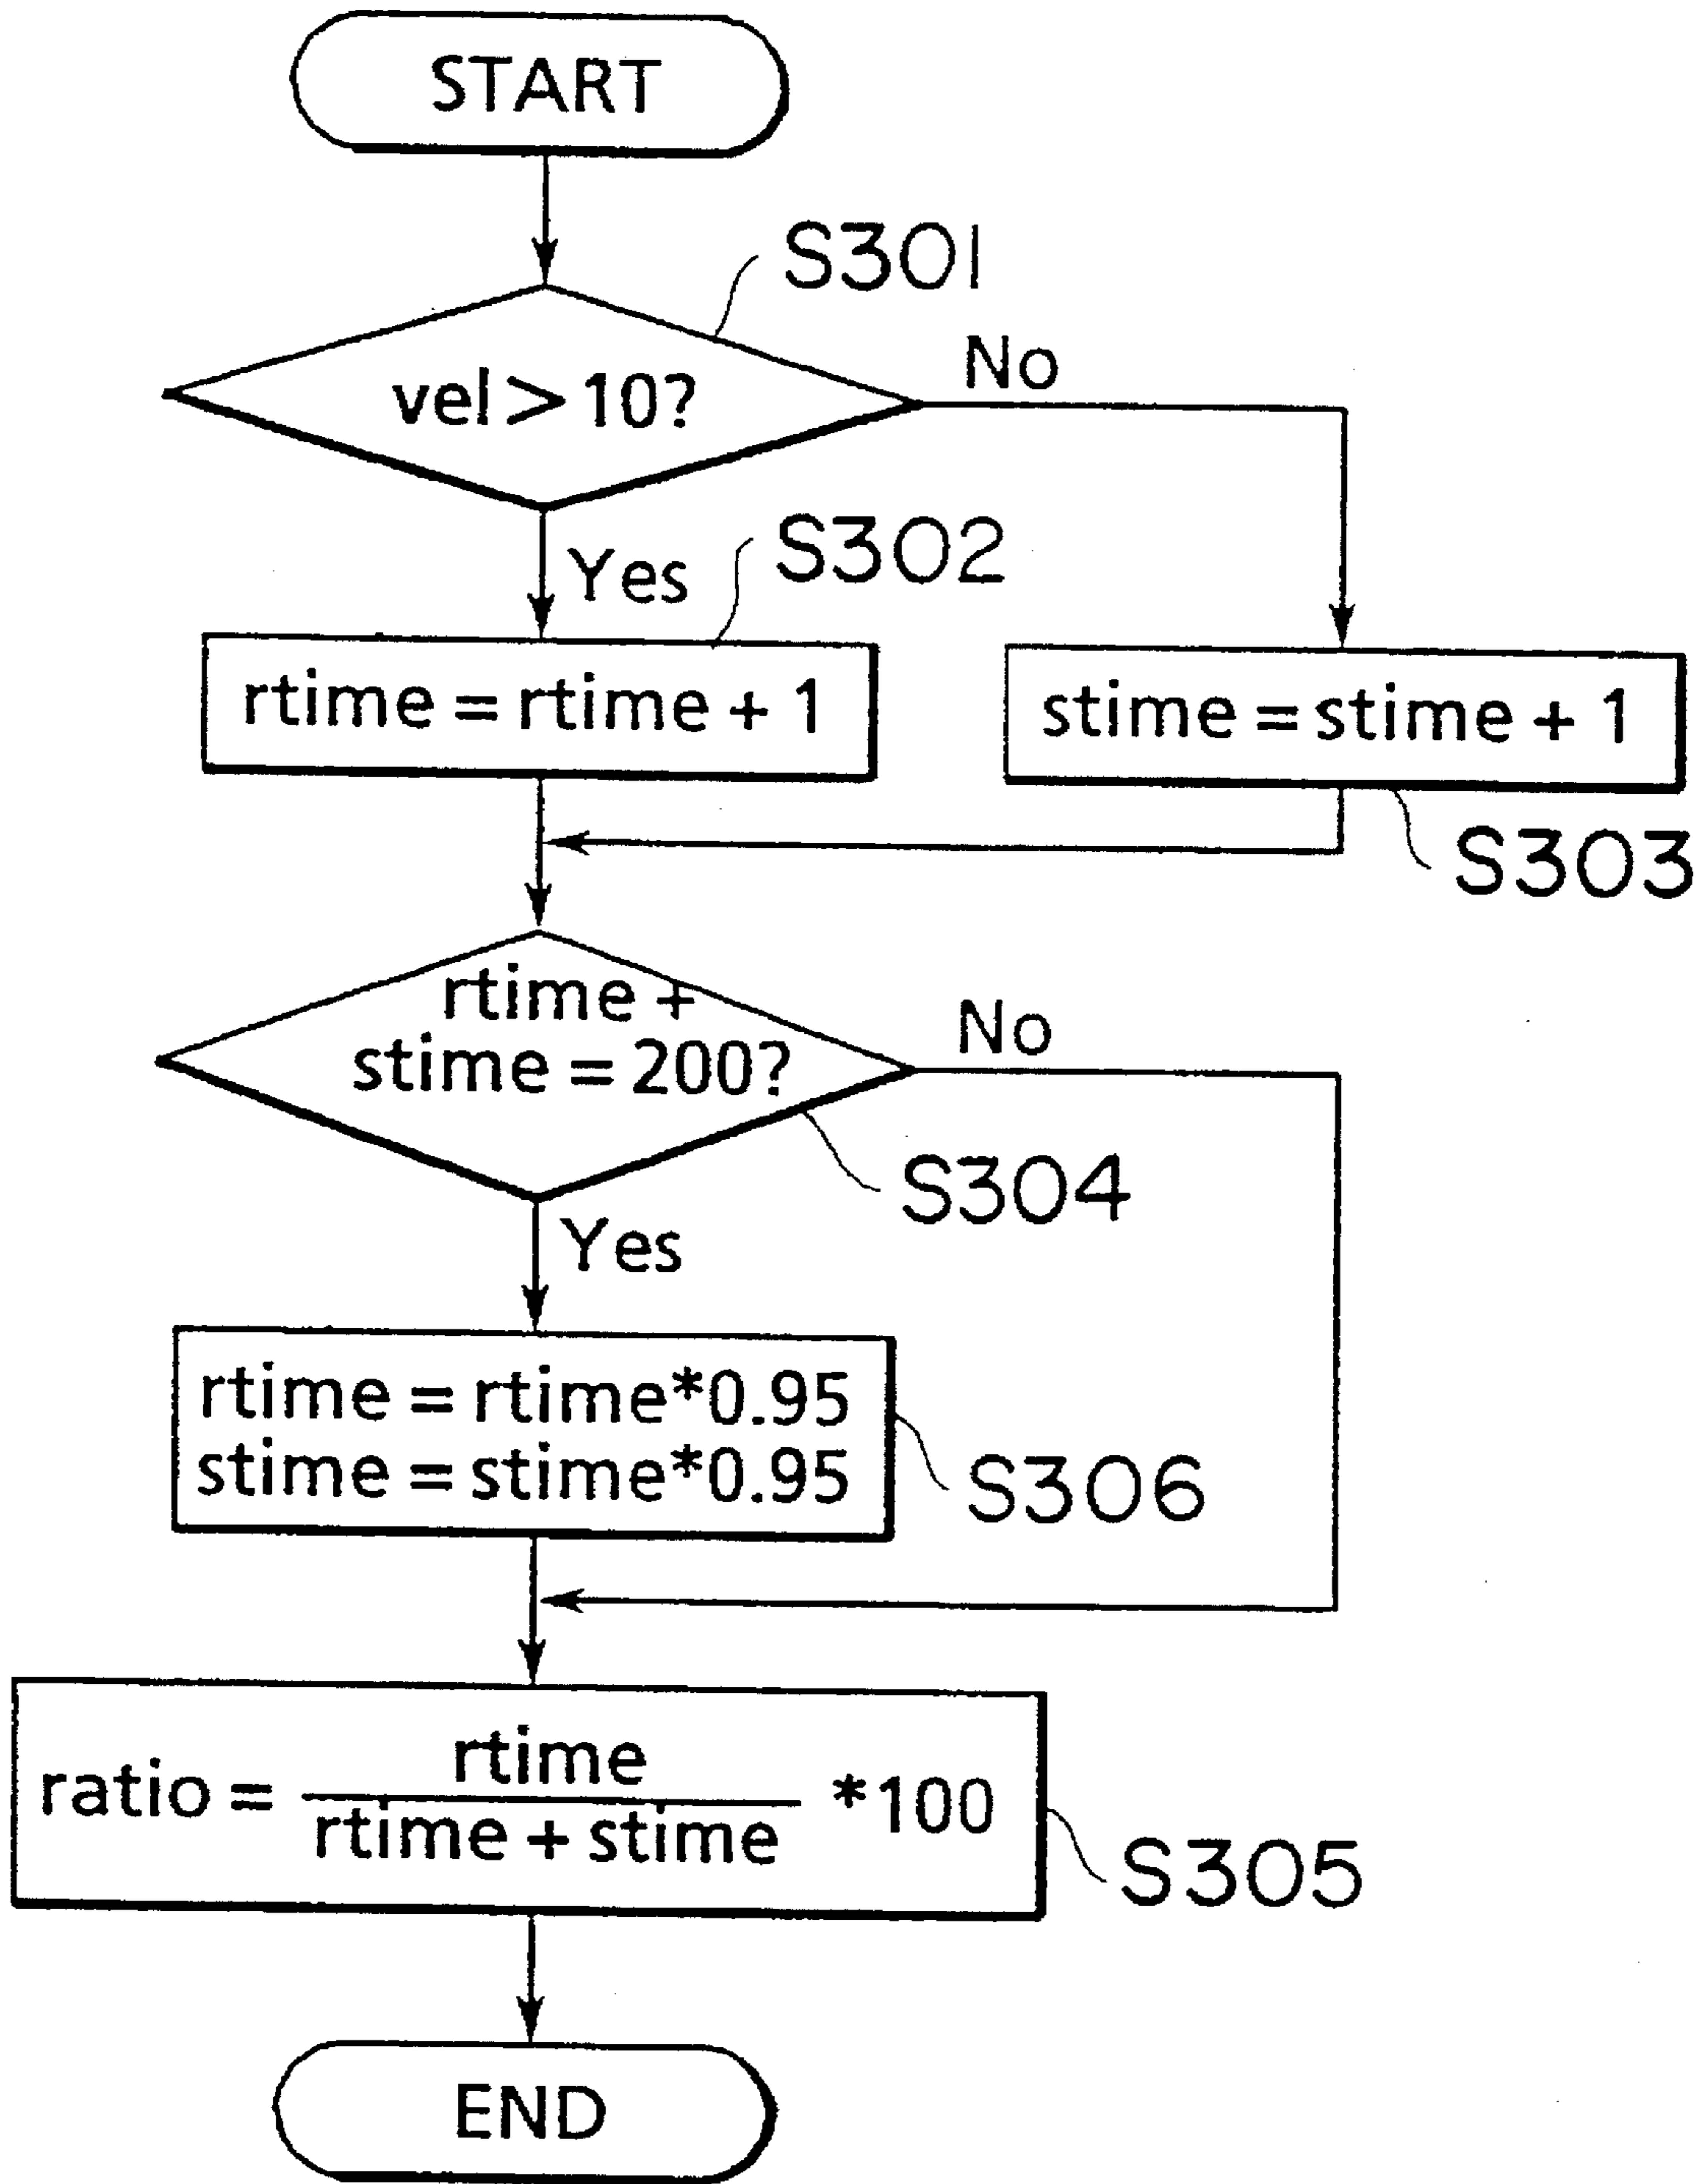 START
S301
vel > 10?
No
Yes
S302
rtime = rtime + 1
stime = stime + 1
S303
rtime +
stime = 200?
No
S304
Yes
rtime = rtime*0.95
stime = stime*0.95
S306
ratio = rtime / rtime + stime *100
S305
END